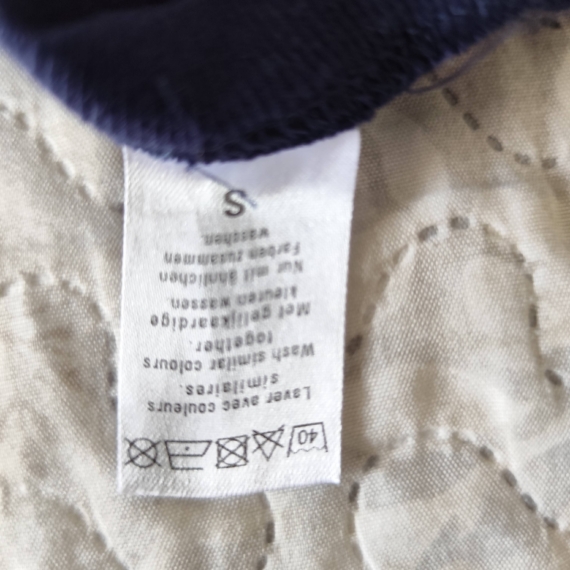 40
Laver avec couleurs
similaires.
Wash similar colours
together.
Met gelijkaardige
kleuren wassen
Nur mit ähnlichen
Farben zusammen
waschen.
S